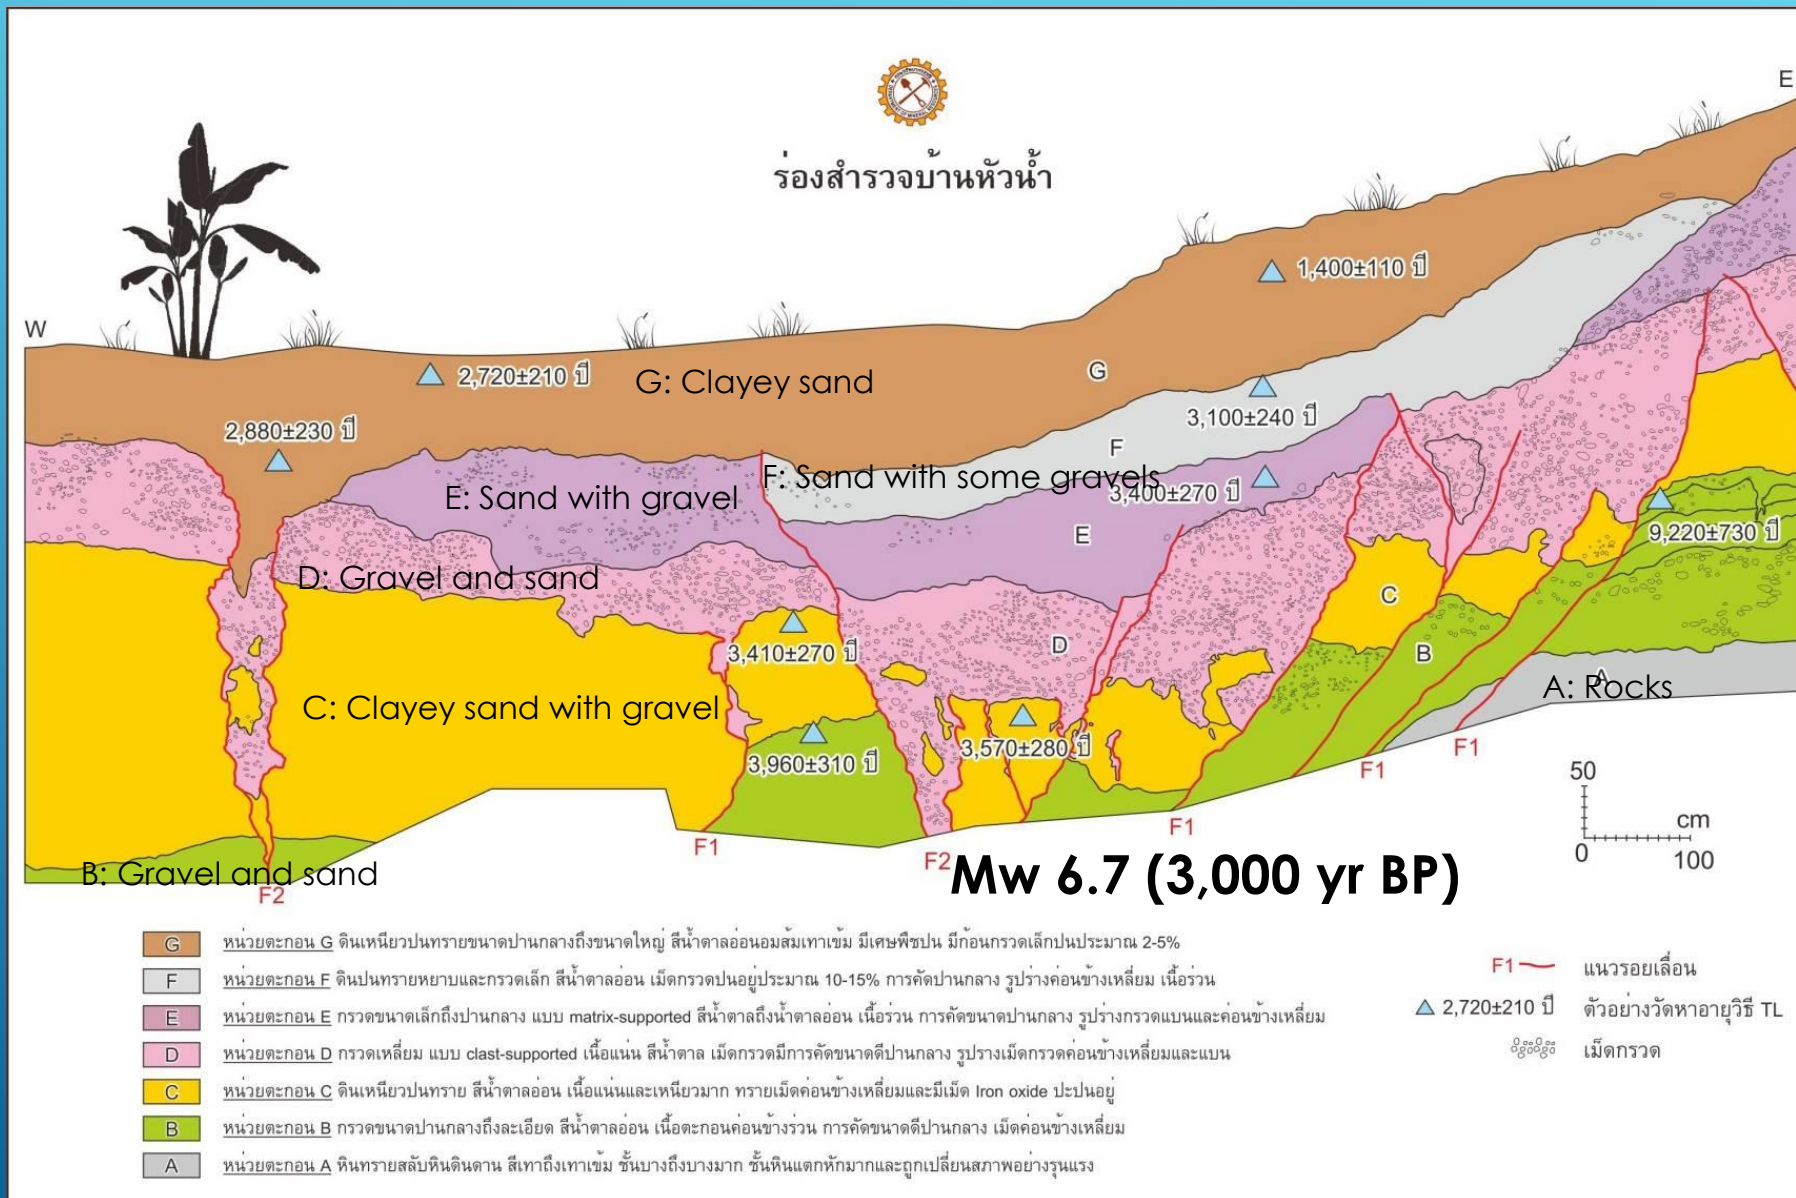 E
ร่องสำรวจบ้านหัวน้ำ
1,400±110 ปี
W
G
2,720±210 ปี
G: Clayey sand
3,100±240 ปี
2,880±230 ปี
F
F: Sand with some gravels
3,400±270 ปี
E: Sand with gravel
E
9,220±730 ปี
D: Gravel and sand
C
D
3,410±270 ปี
B
A
A: Rocks
C: Clayey sand with gravel
3,570±280 ปี
3,960±310 ปี
F1
F1
50
cm
0
100
F1
F1
F2
Mw 6.7 (3,000 yr BP)
B: Gravel and sand
F2
G หน่วยตะกอน G ดินเหนียวปนทรายขนาดปานกลางถึงขนาดใหญ่ สีน้ำตาลอ่อนอมส้มเทาเข้ม มีเศษพืชปน มีก้อนกรวดเล็กปนประมาณ 2-5%
F หน่วยตะกอน F ดินปนทรายหยาบและกรวดเล็ก สีน้ำตาลอ่อน เม็ดกรวดปนอยู่ประมาณ 10-15% การคัดปานกลาง รูปร่างค่อนข้างเหลี่ยม เนื้อร่วน
E หน่วยตะกอน E กรวดขนาดเล็กถึงปานกลาง แบบ matrix-supported สีน้ำตาลถึงน้ำตาลอ่อน เนื้อร่วน การคัดขนาดปานกลาง รูปร่างกรวดแบนและค่อนข้างเหลี่ยม
D หน่วยตะกอน D กรวดเหลี่ยม แบบ clast-supported เนื้อแน่น สีน้ำตาล เม็ดกรวดมีการคัดขนาดดีปานกลาง รูปรางเม็ดกรวดค่อนข้างเหลี่ยมและแบน
C หน่วยตะกอน C ดินเหนียวปนทราย สีน้ำตาลอ่อน เนื้อแน่นและเหนียวมาก ทรายเม็ดค่อนข้างเหลี่ยมและมีเม็ด Iron oxide ปะปนอยู่
B หน่วยตะกอน B กรวดขนาดปานกลางถึงละเอียด สีน้ำตาลอ่อน เนื้อตะกอนค่อนข้างร่วน การคัดขนาดดีปานกลาง เม็ดค่อนข้างเหลี่ยม
A หน่วยตะกอน A หินทรายสลับหินดินดาน สีเทาถึงเทาเข้ม ชั้นบางถึงบางมาก ชั้นหินแตกหักมากและถูกเปลี่ยนสภาพอย่างรุนแรง
F1 แนวรอยเลื่อน
2,720±210 ปี ตัวอย่างวัดหาอายุวิธี TL
เม็ดกรวด